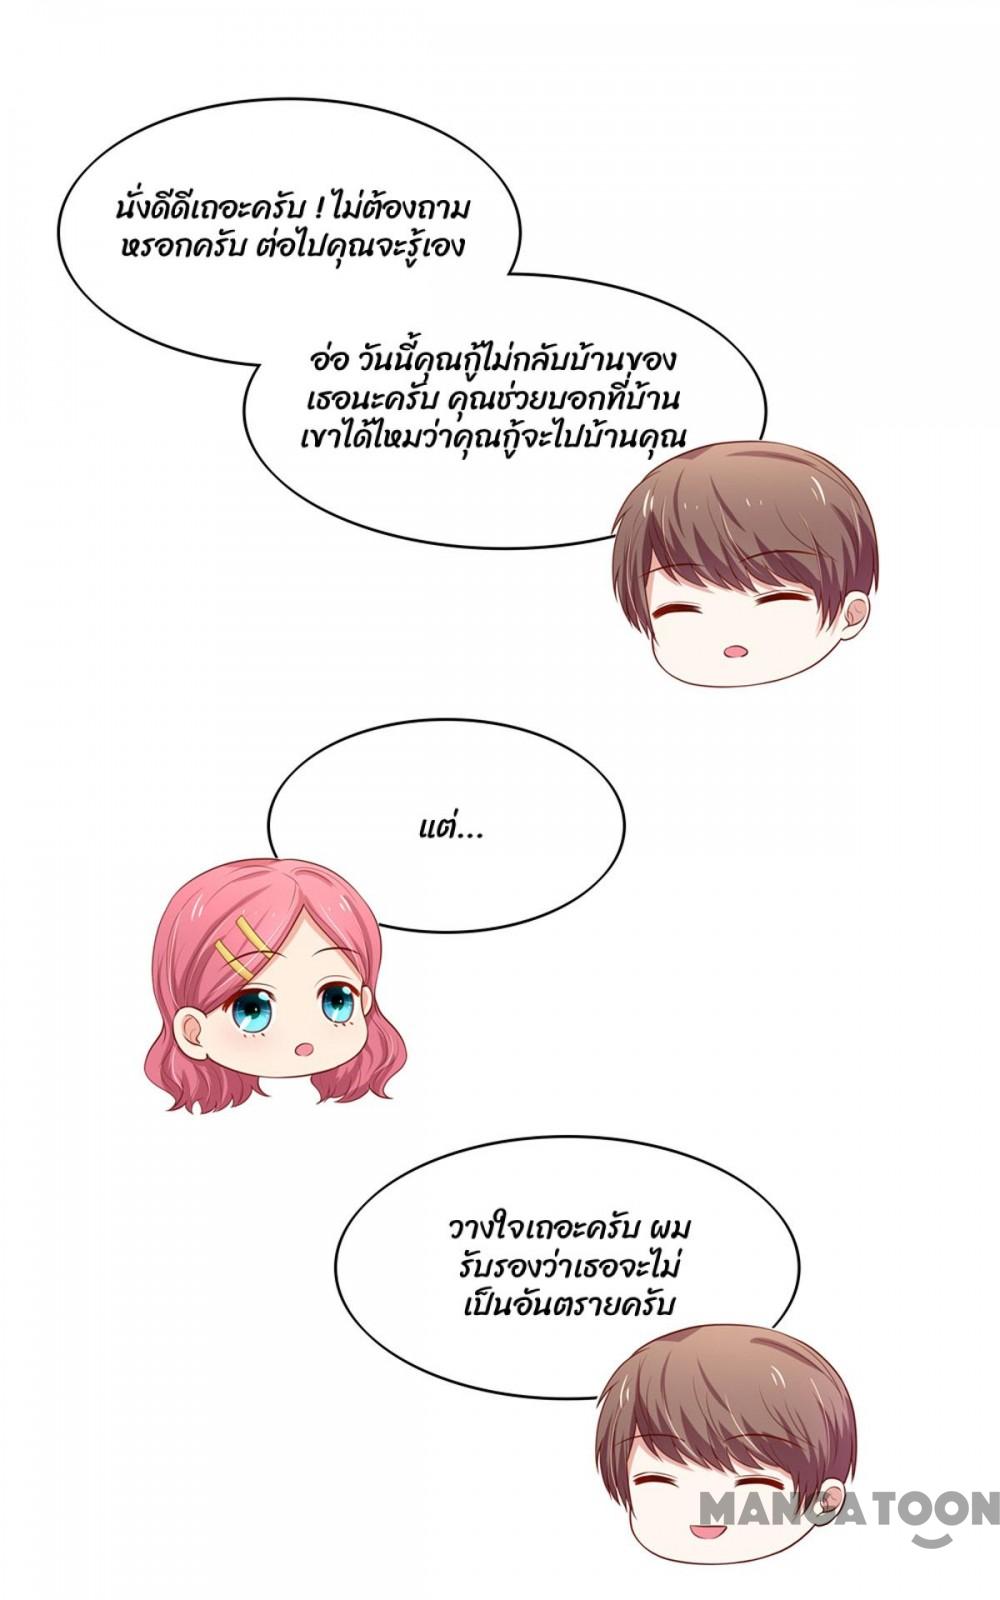 นั่งดีดีเถอะครับ ! ไม่ต้องถาม
หรอกครับ ต่อไปคุณจะรู้เอง
อ่อ วันนี้คุณกู้ไม่กลับบ้านของ
เธอนะครับ คุณช่วยบอกที่บ้าน
เขาได้ไหมว่าคุณกู้จะไปบ้านคุณ
แต่...
วางใจเถอะครับ ผม
รับรองว่าเธอจะไม่
เป็นอันตรายครับ
MANGATOON